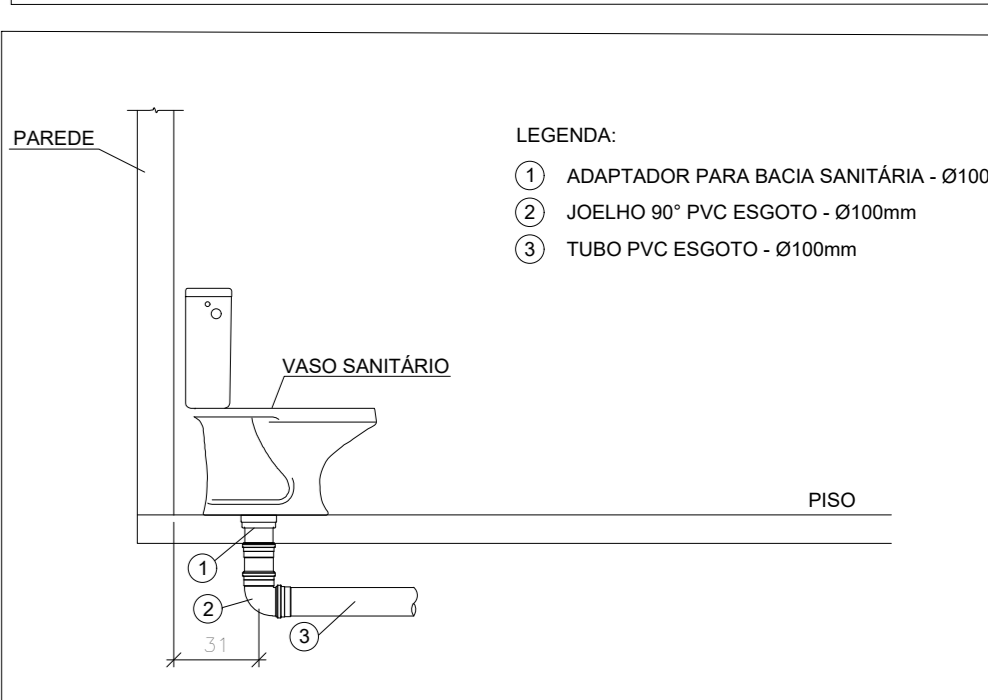 PAREDE
LEGENDA:
1 ADAPTADOR PARA BACIA SANITÁRIA - Ø100
2 JOELHO 90° PVC ESGOTO - Ø100mm
3 TUBO PVC ESGOTO - Ø100mm
VASO SANITÁRIO
PISO
1
2
3
31